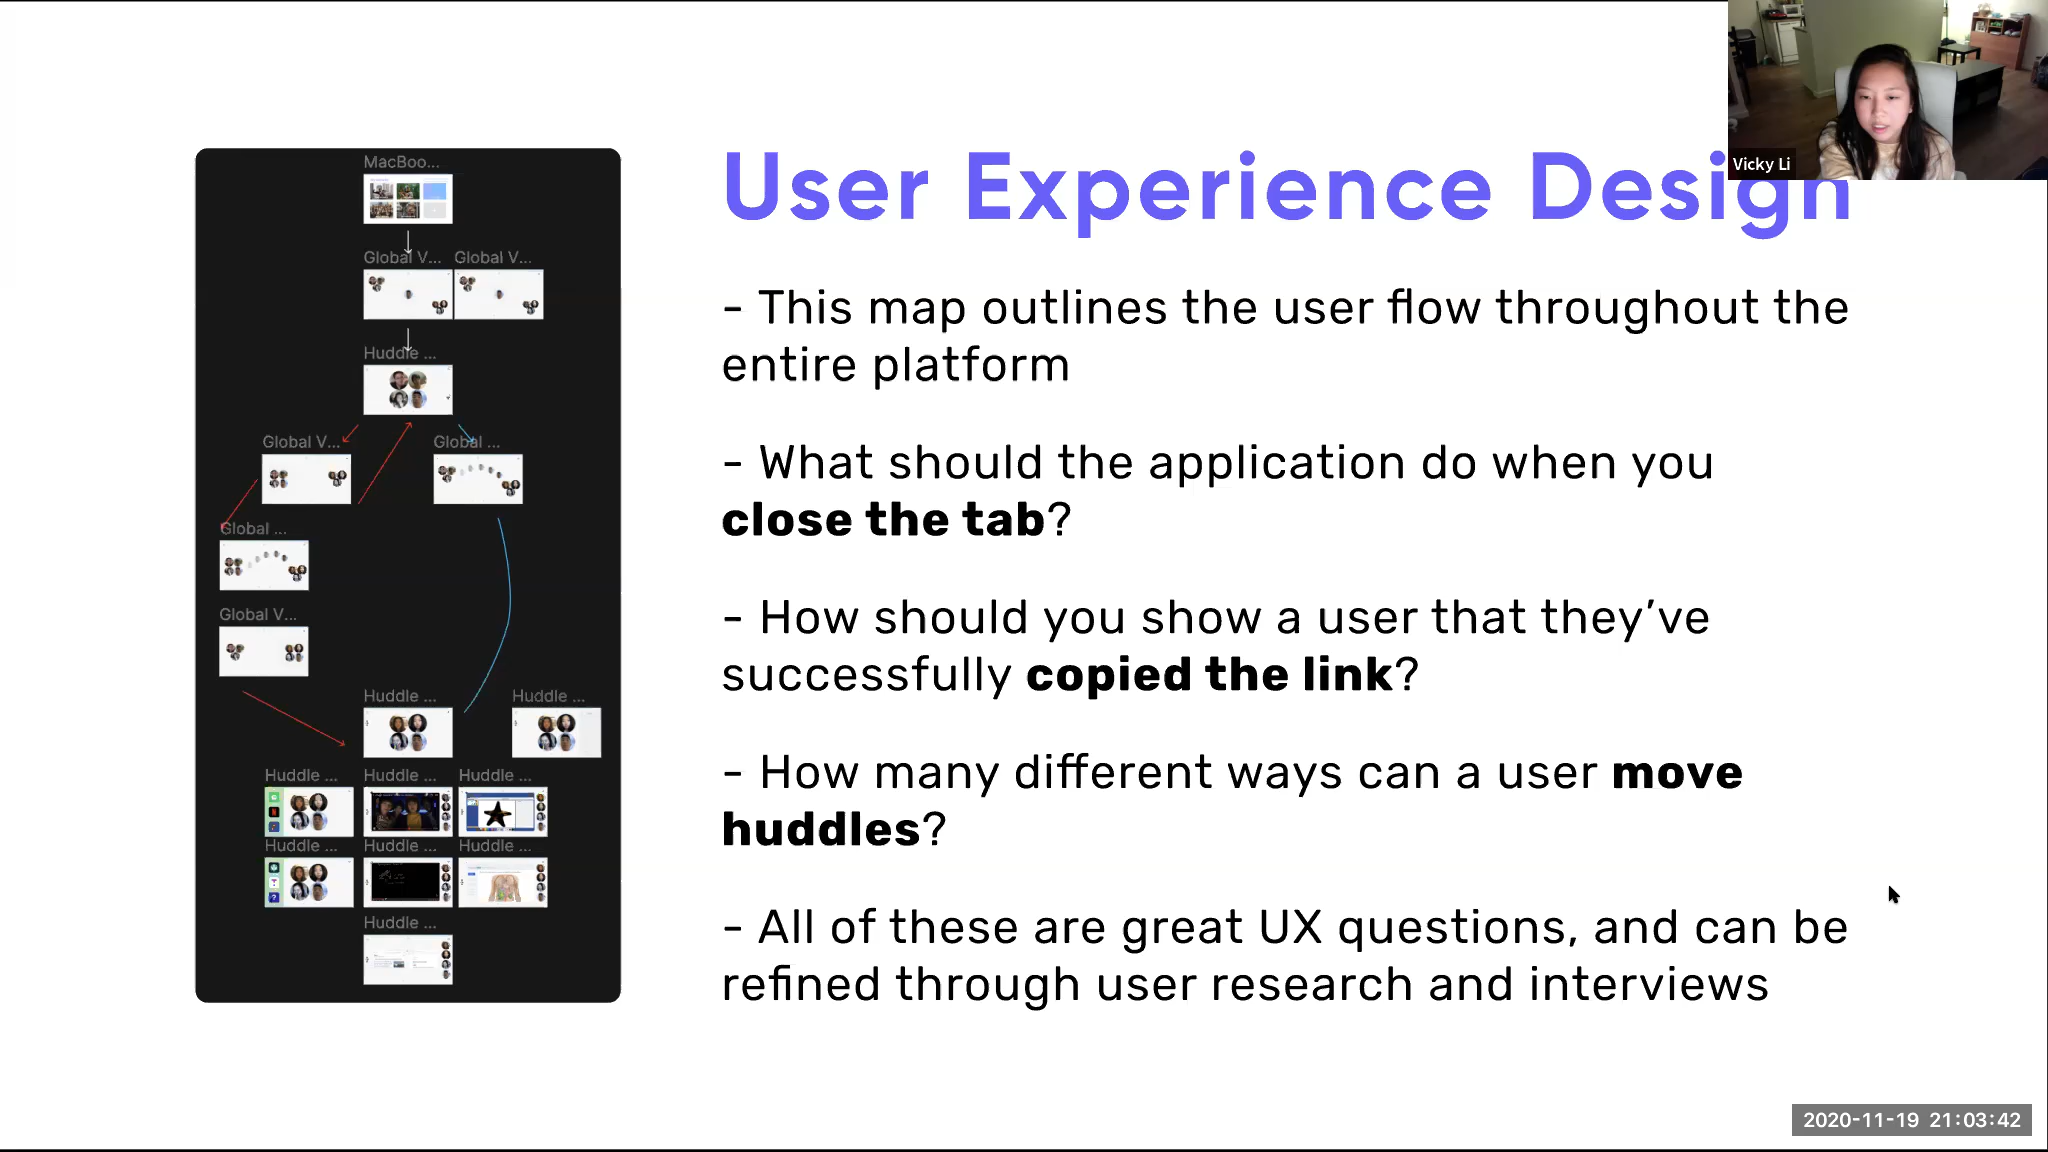 Vicky Li
User Experience Design
- This map outlines the user flow throughout the
entire platform
- What should the application do when you
close the tab?
- How should you show a user that they've
successfully copied the link?
- How many different ways can a user move
huddles?
- All of these are great UX questions, and can be
refined through user research and interviews
MacBoo...
Global V... Global V...
Huddle ...
Global V... Global ...
Global ...
Global V...
Huddle ... Huddle ...
Huddle ... Huddle ... Huddle ...
Huddle ... Huddle ... Huddle ...
Huddle ...
2020-11-19 21:03:42